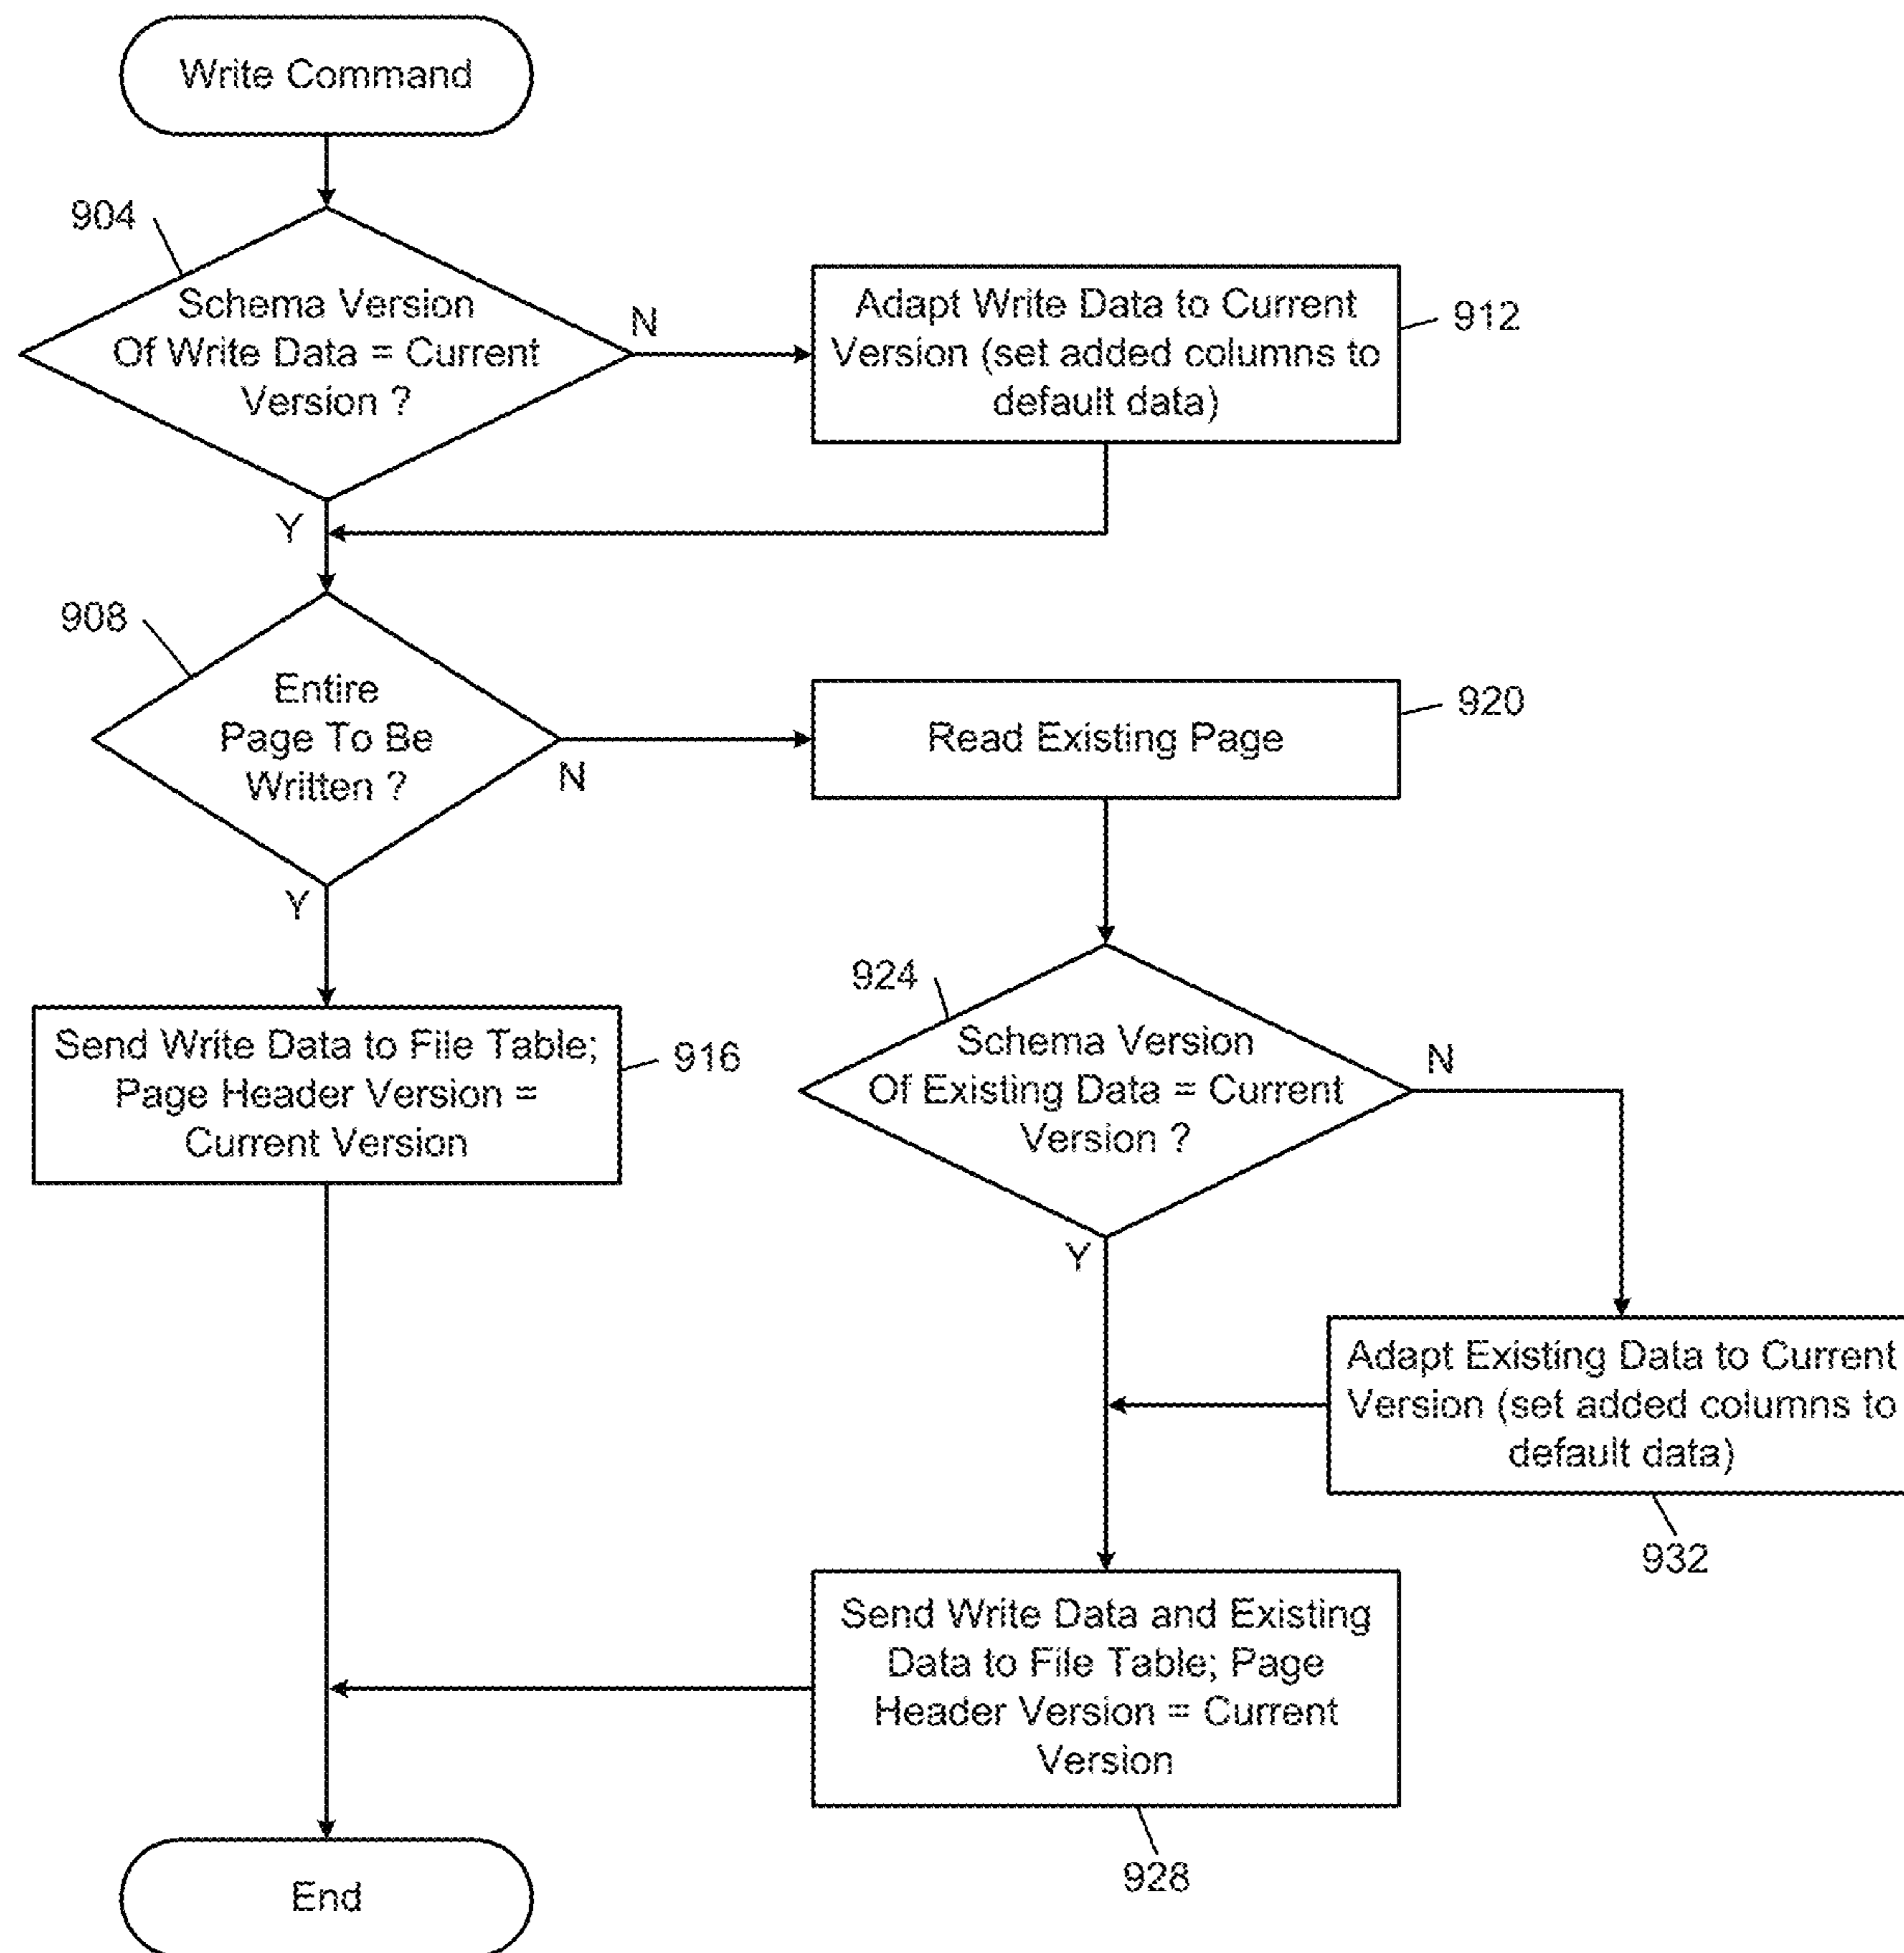 Write Command
904
Schema Version
Of Write Data = Current
Version ?
N
Adapt Write Data to Current
Version (set added columns to
default data)
912
Y
908
Entire
Page To Be
Written ?
N
Read Existing Page
920
Y
Send Write Data to File Table;
Page Header Version =
Current Version
916
924
Schema Version
Of Existing Data = Current
Version ?
N
Y
Adapt Existing Data to Current
Version (set added columns to
default data)
932
Send Write Data and Existing
Data to File Table; Page
Header Version = Current
Version
928
End